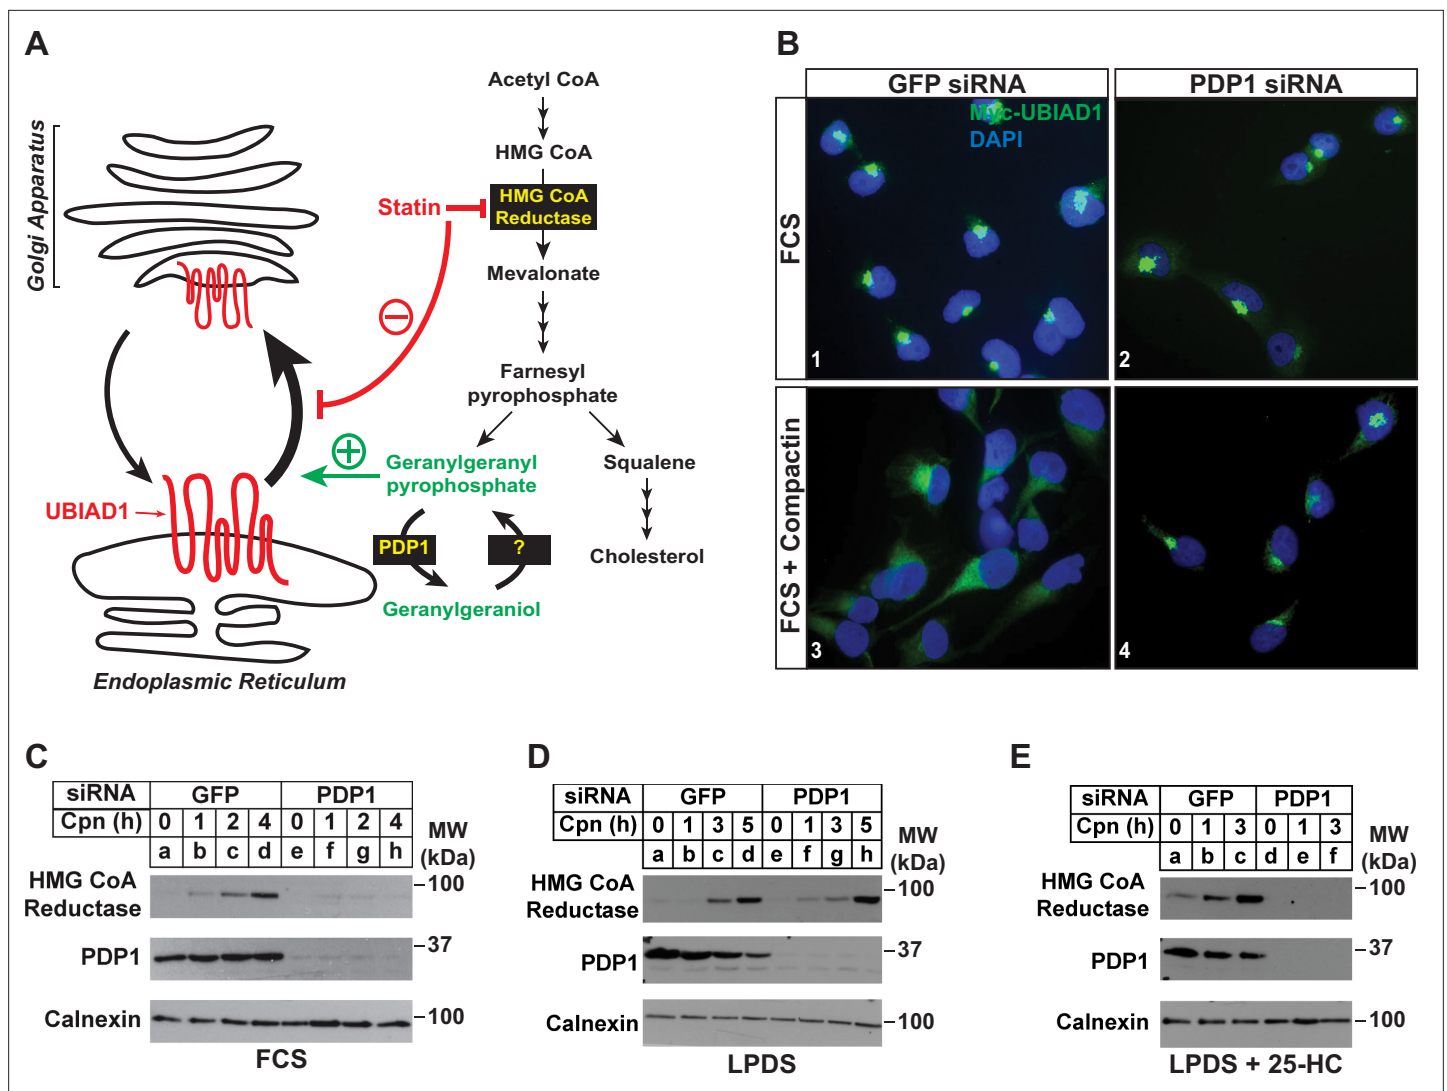 A
Golgi Apparatus
Acetyl CoA
HMG CoA
Statin
HMG CoA
Reductase
Mevalonate
Farnesyl
pyrophosphate
Geranylgeranyl
pyrophosphate
Squalene
UBIAD1
PDP1
?
Cholesterol
Geranylgeraniol
Endoplasmic Reticulum
B
GFP siRNA
PDP1 siRNA
Myc-UBIAD1
DAPI
FCS
1
2
FCS + Compactin
3
4
C
siRNA GFP PDP1
Cpn (h) 0 1 2 4 0 1 2 4
a b c d e f g h
MW
(kDa)
HMG CoA
Reductase
100
PDP1
37
Calnexin
100
FCS
D
siRNA GFP PDP1
Cpn (h) 0 1 3 5 0 1 3 5
a b c d e f g h
MW
(kDa)
HMG CoA
Reductase
100
PDP1
37
Calnexin
100
LPDS
E
siRNA GFP PDP1
Cpn (h) 0 1 3 0 1 3
a b c d e f
MW
(kDa)
HMG CoA
Reductase
100
PDP1
37
Calnexin
100
LPDS + 25-HC